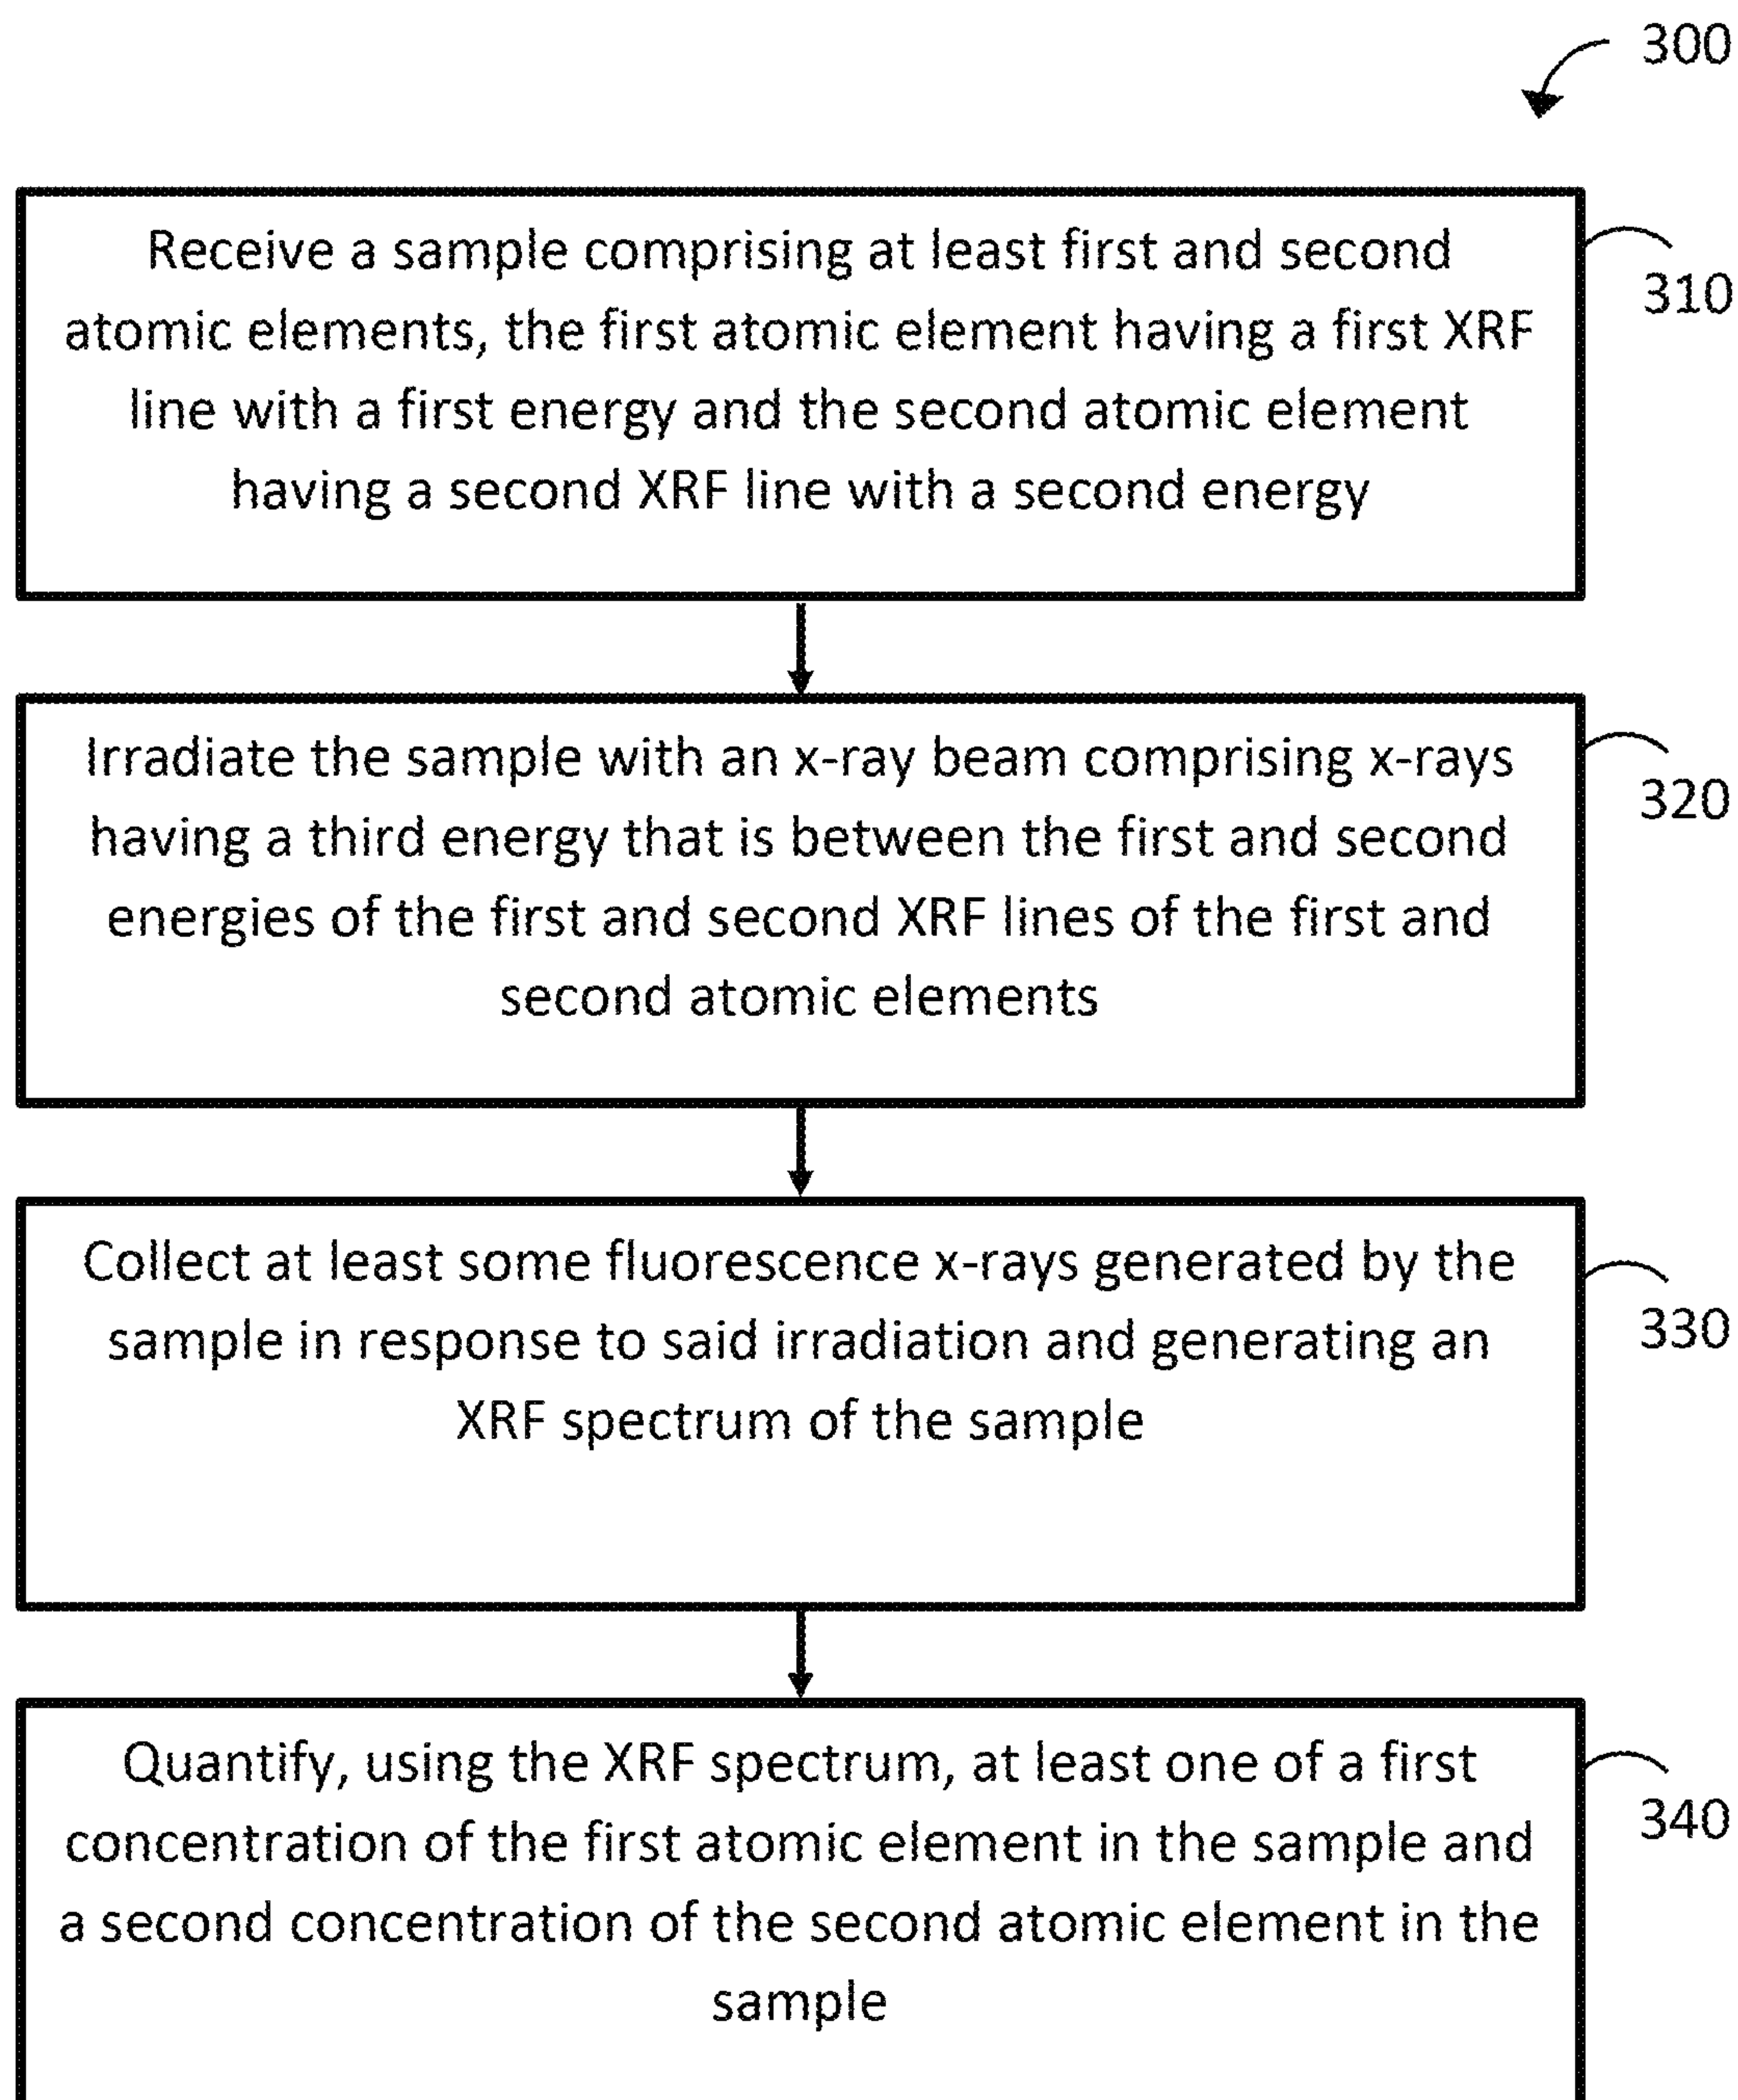 300
Receive a sample comprising at least first and second
atomic elements, the first atomic element having a first XRF
line with a first energy and the second atomic element
having a second XRF line with a second energy
310
Irradiate the sample with an x-ray beam comprising x-rays
having a third energy that is between the first and second
energies of the first and second XRF lines of the first and
second atomic elements
320
Collect at least some fluorescence x-rays generated by the
sample in response to said irradiation and generating an
XRF spectrum of the sample
330
Quantify, using the XRF spectrum, at least one of a first
concentration of the first atomic element in the sample and
a second concentration of the second atomic element in the
sample
340